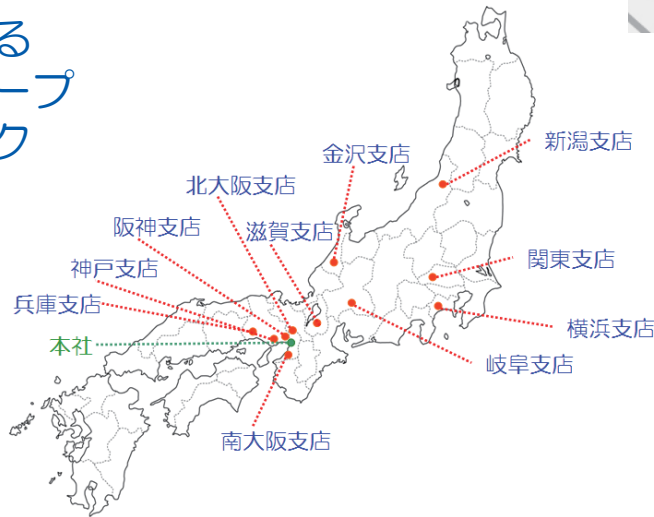 る
ープ
ク
金沢支店
新潟支店
北大阪支店
阪神支店
滋賀支店
神戸支店
関東支店
兵庫支店
横浜支店
本社
岐阜支店
南大阪支店